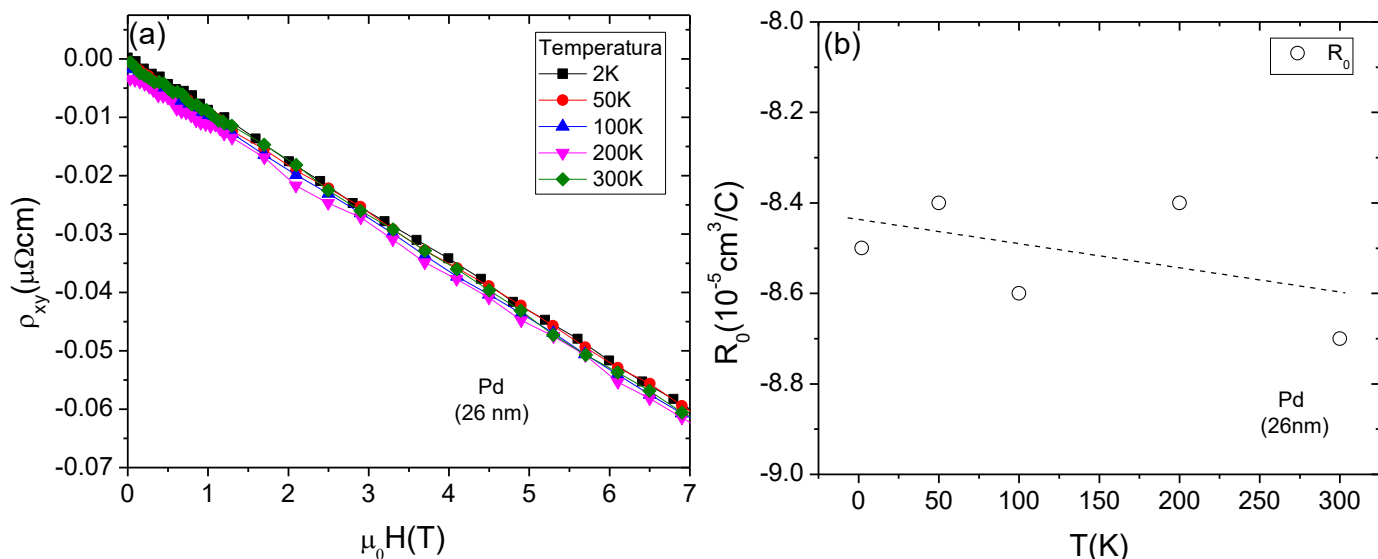 (a)
Temperatura
2K
50K
100K
200K
300K
0.00
-0.01
-0.02
-0.03
-0.04
-0.05
-0.06
-0.07
ρxy(μΩcm)
0 1 2 3 4 5 6 7
μ0H(T)
Pd
(26 nm)
(b)
R0
-8.0
-8.2
-8.4
-8.6
-8.8
-9.0
R0(10-5cm3/C)
0 50 100 150 200 250 300
T(K)
Pd
(26nm)